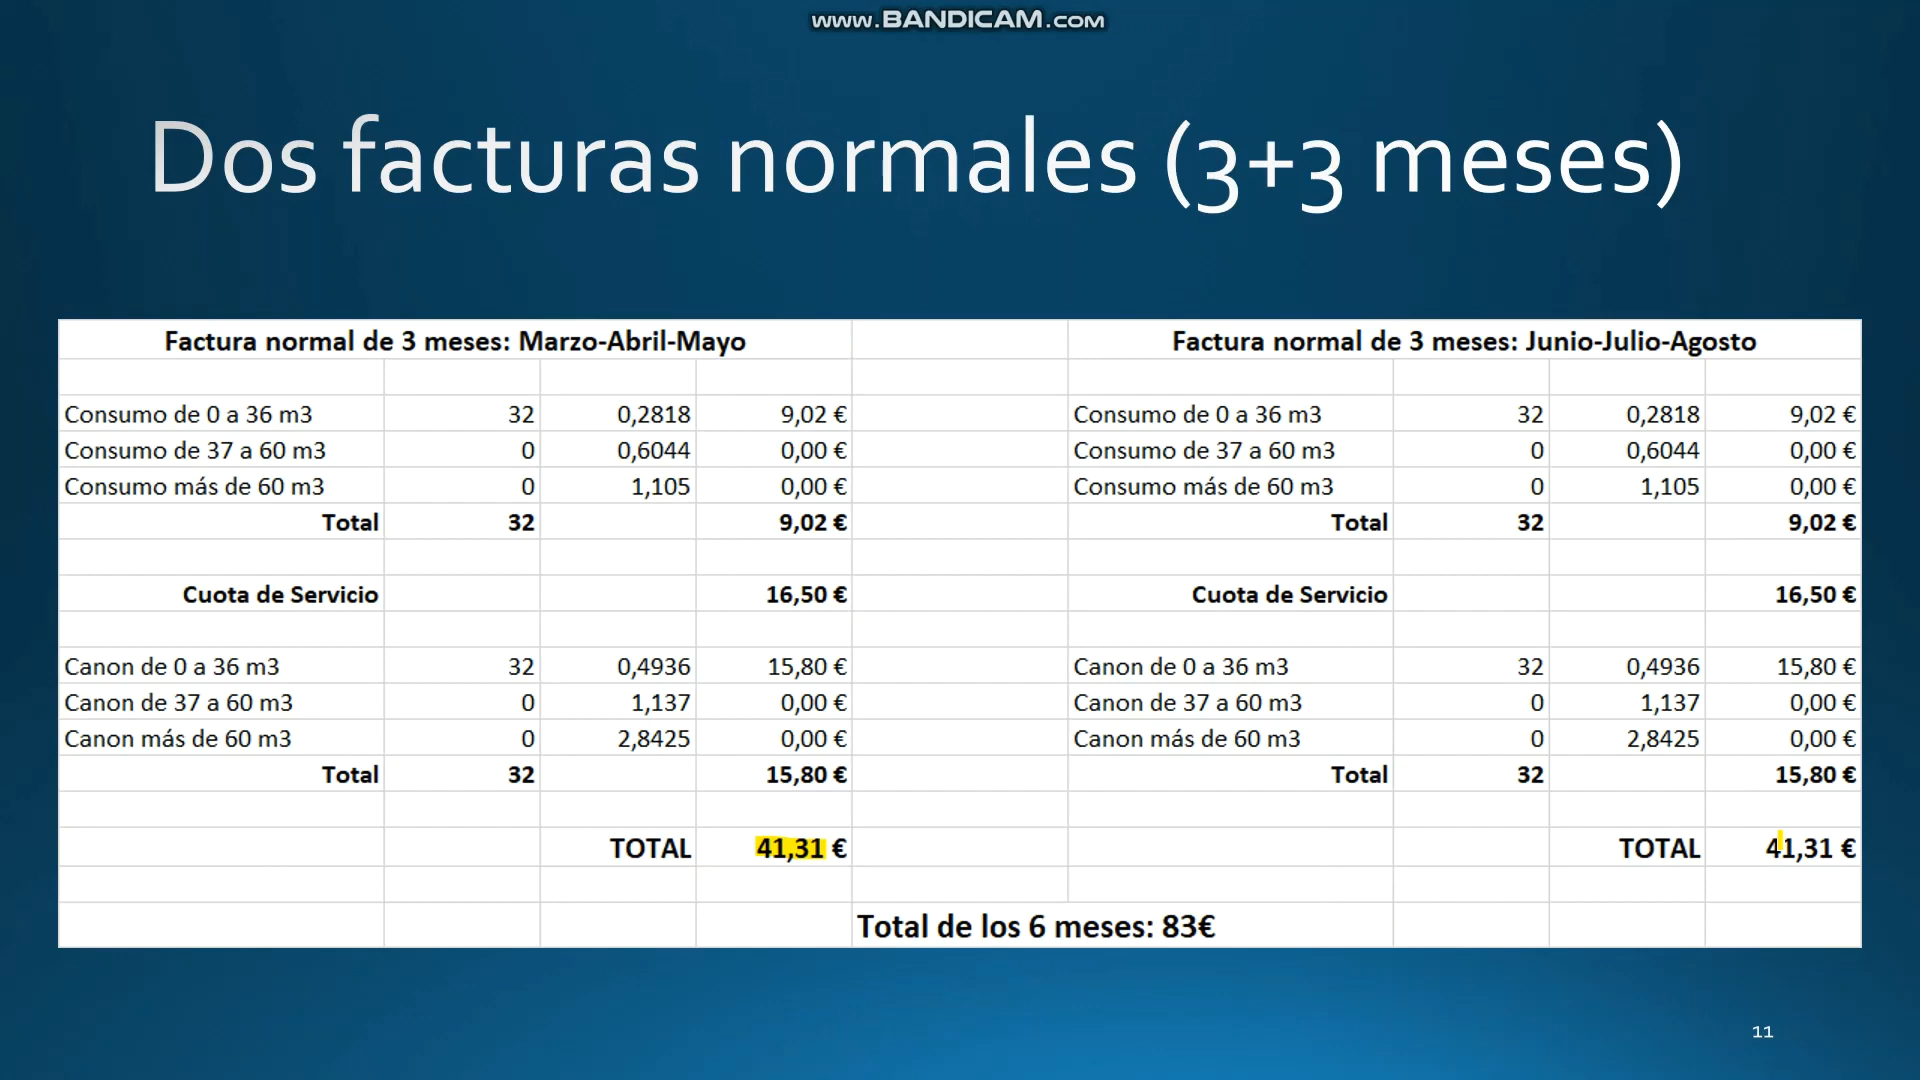 www.BANDICAM.com
Dos facturas normales (3+3 meses)
Factura normal de 3 meses: Marzo-Abril-Mayo
Factura normal de 3 meses: Junio-Julio-Agosto
Consumo de 0 a 36 m3 32 0,2818 9,02 € Consumo de 0 a 36 m3 32 0,2818 9,02 €
Consumo de 37 a 60 m3 0 0,6044 0,00 € Consumo de 37 a 60 m3 0 0,6044 0,00 €
Consumo más de 60 m3 0 1,105 0,00 € Consumo más de 60 m3 0 1,105 0,00 €
Total 32 9,02 € Total 32 9,02 €
Cuota de Servicio 16,50 € Cuota de Servicio 16,50 €
Canon de 0 a 36 m3 32 0,4936 15,80 € Canon de 0 a 36 m3 32 0,4936 15,80 €
Canon de 37 a 60 m3 0 1,137 0,00 € Canon de 37 a 60 m3 0 1,137 0,00 €
Canon más de 60 m3 0 2,8425 0,00 € Canon más de 60 m3 0 2,8425 0,00 €
Total 32 15,80 € Total 32 15,80 €
TOTAL 41,31 € TOTAL 41,31 €
Total de los 6 meses: 83€
11